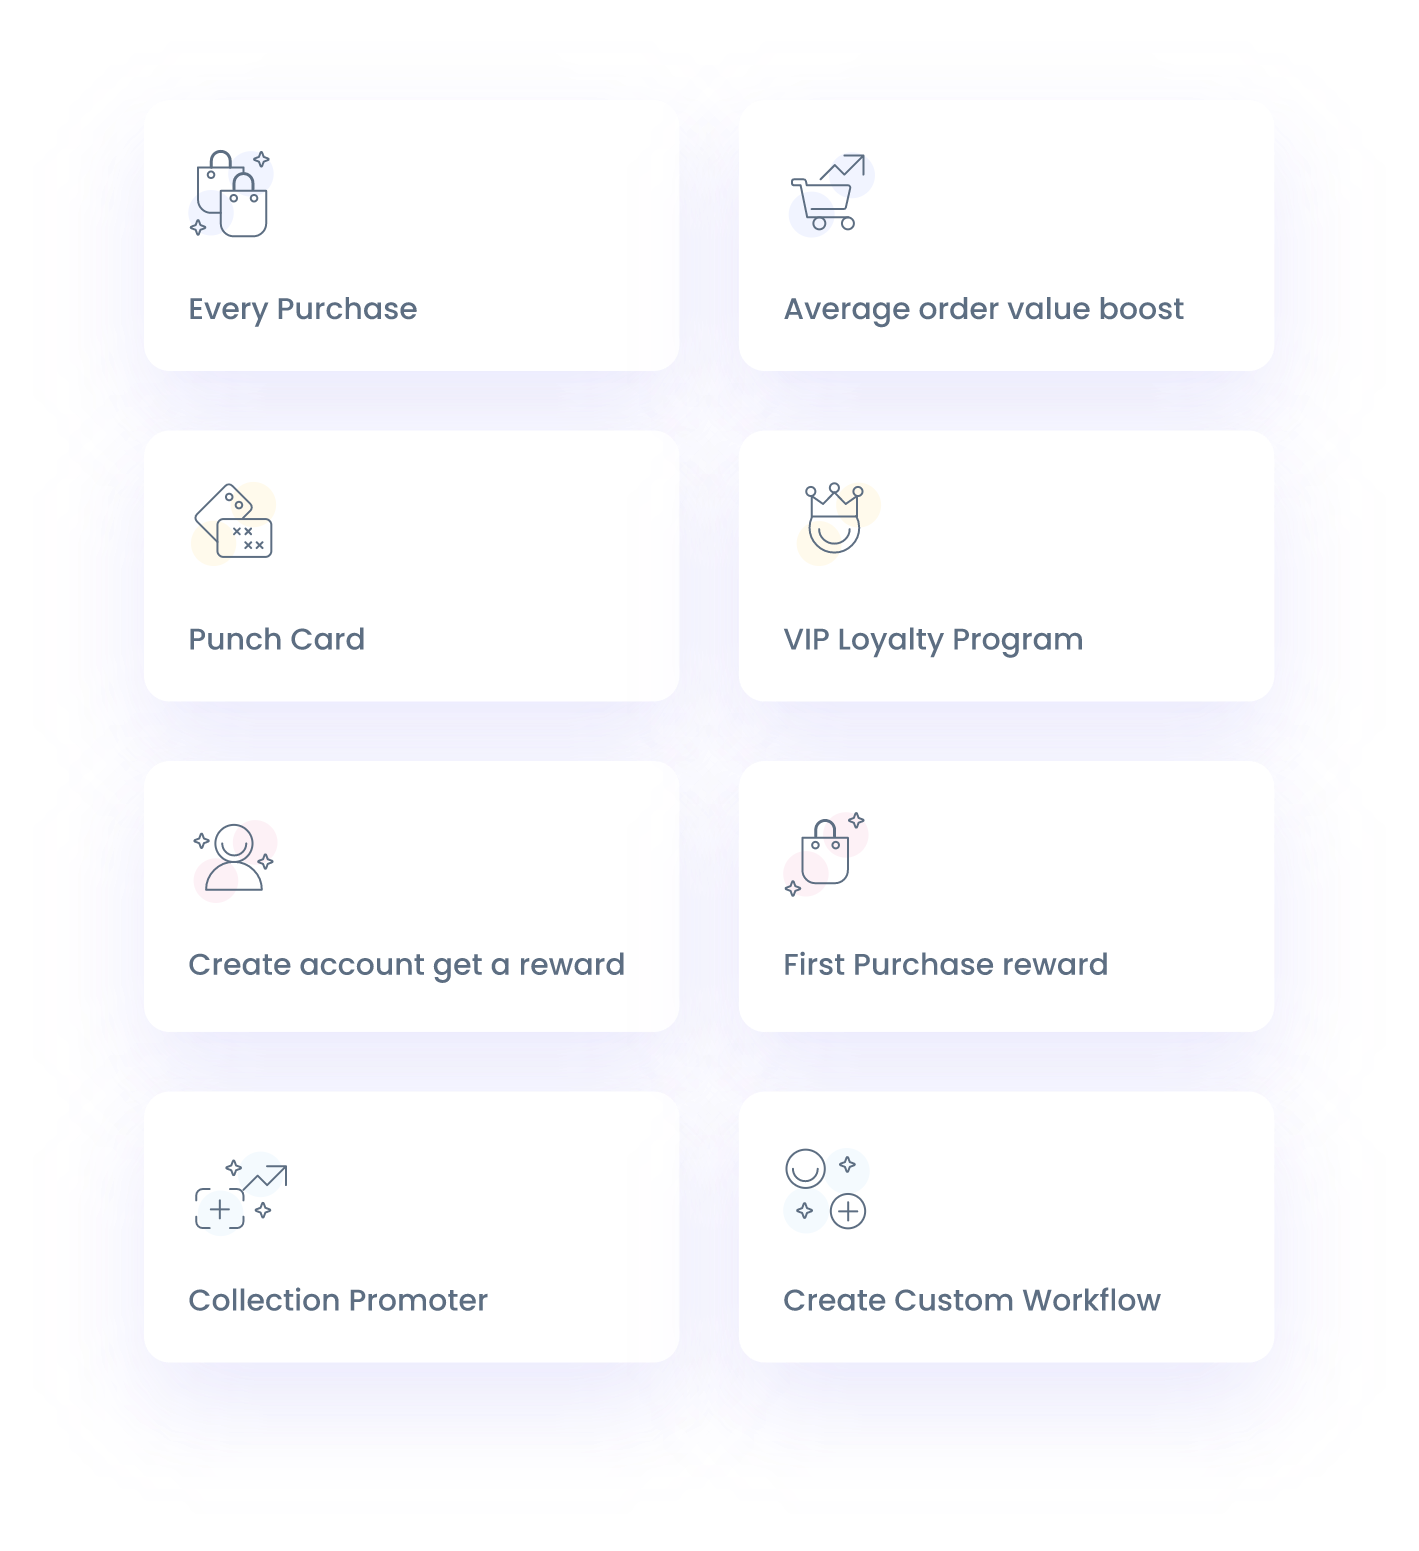 Every Purchase
Average order value boost
Punch Card
VIP Loyalty Program
Create account get a reward
First Purchase reward
Collection Promoter
Create Custom Workflow